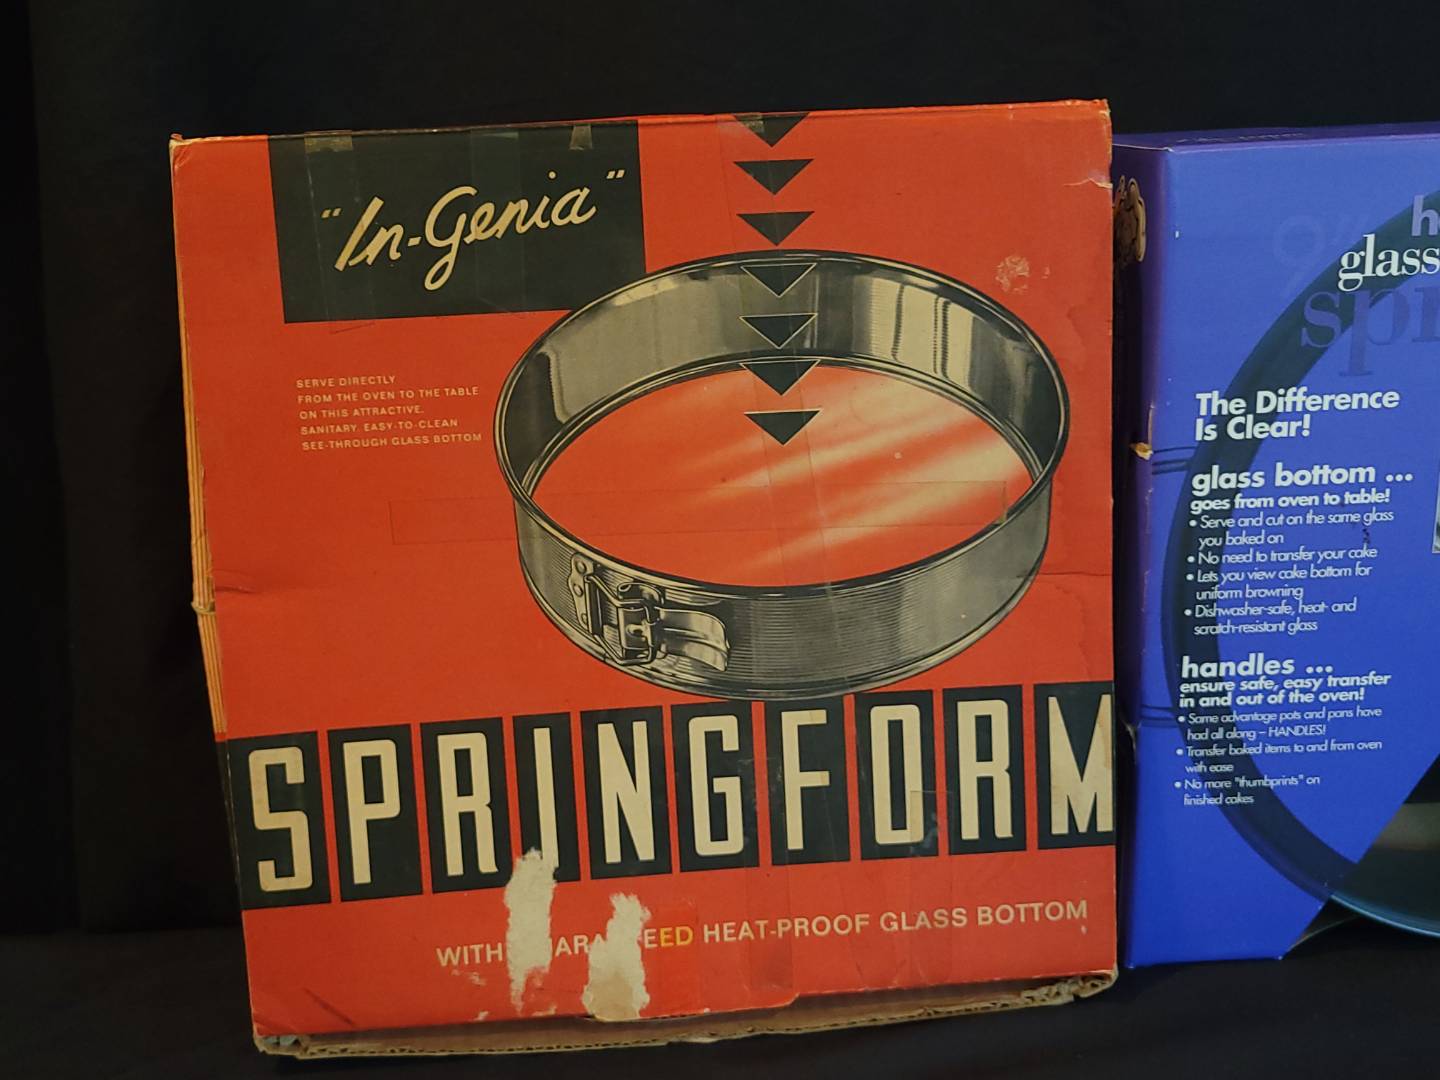 "In-Genia"
SERVE DIRECTLY
FROM THE OVEN TO THE TABLE
ON THIS ATTRACTIVE,
SANITARY, EASY-TO-CLEAN
SEE-THROUGH GLASS BOTTOM
SPRINGFORM
WITH HEAT-PROOF GLASS BOTTOM
9"
glass
The Difference
Is Clear!
glass bottom ...
goes from oven to table!
• Serve and cut on the same glass
you baked on
• No need to transfer your cake
• Lets you view cake bottom for
uniform browning
• Dishwasher-safe, heat- and
scratch-resistant glass
handles ...
ensure safe, easy transfer
in and out of the oven!
• Same advantage pots and pans have
had all along – HANDLES!
• Transfer baked items to and from oven
with ease
• No more "thumbprints" on
finished cakes